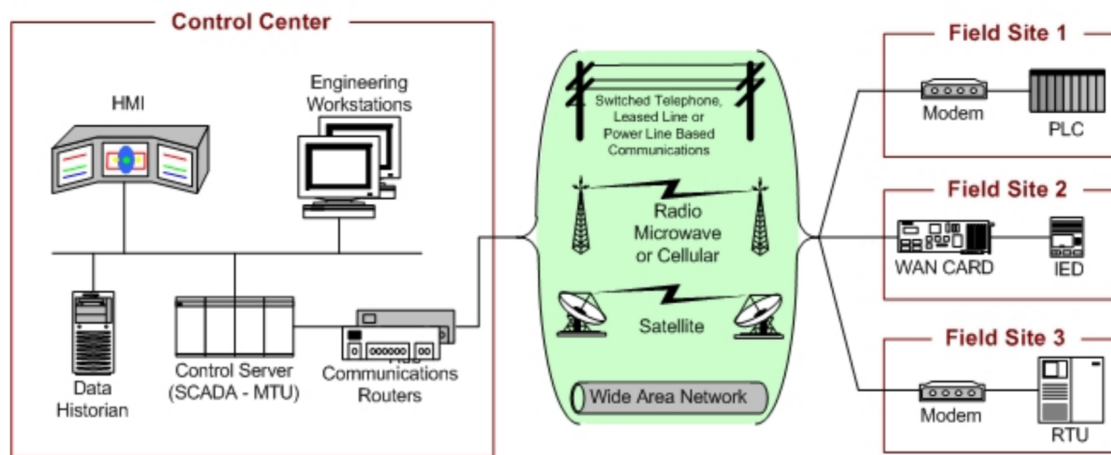 Control Center
HMI
Engineering
Workstations
Data
Historian
Control Server
(SCADA - MTU)
Communications
Routers
Switched Telephone,
Leased Line or
Power Line Based
Communications
Radio
Microwave
or Cellular
Satellite
Wide Area Network
Field Site 1
Modem
PLC
Field Site 2
WAN CARD
IED
Field Site 3
Modem
RTU